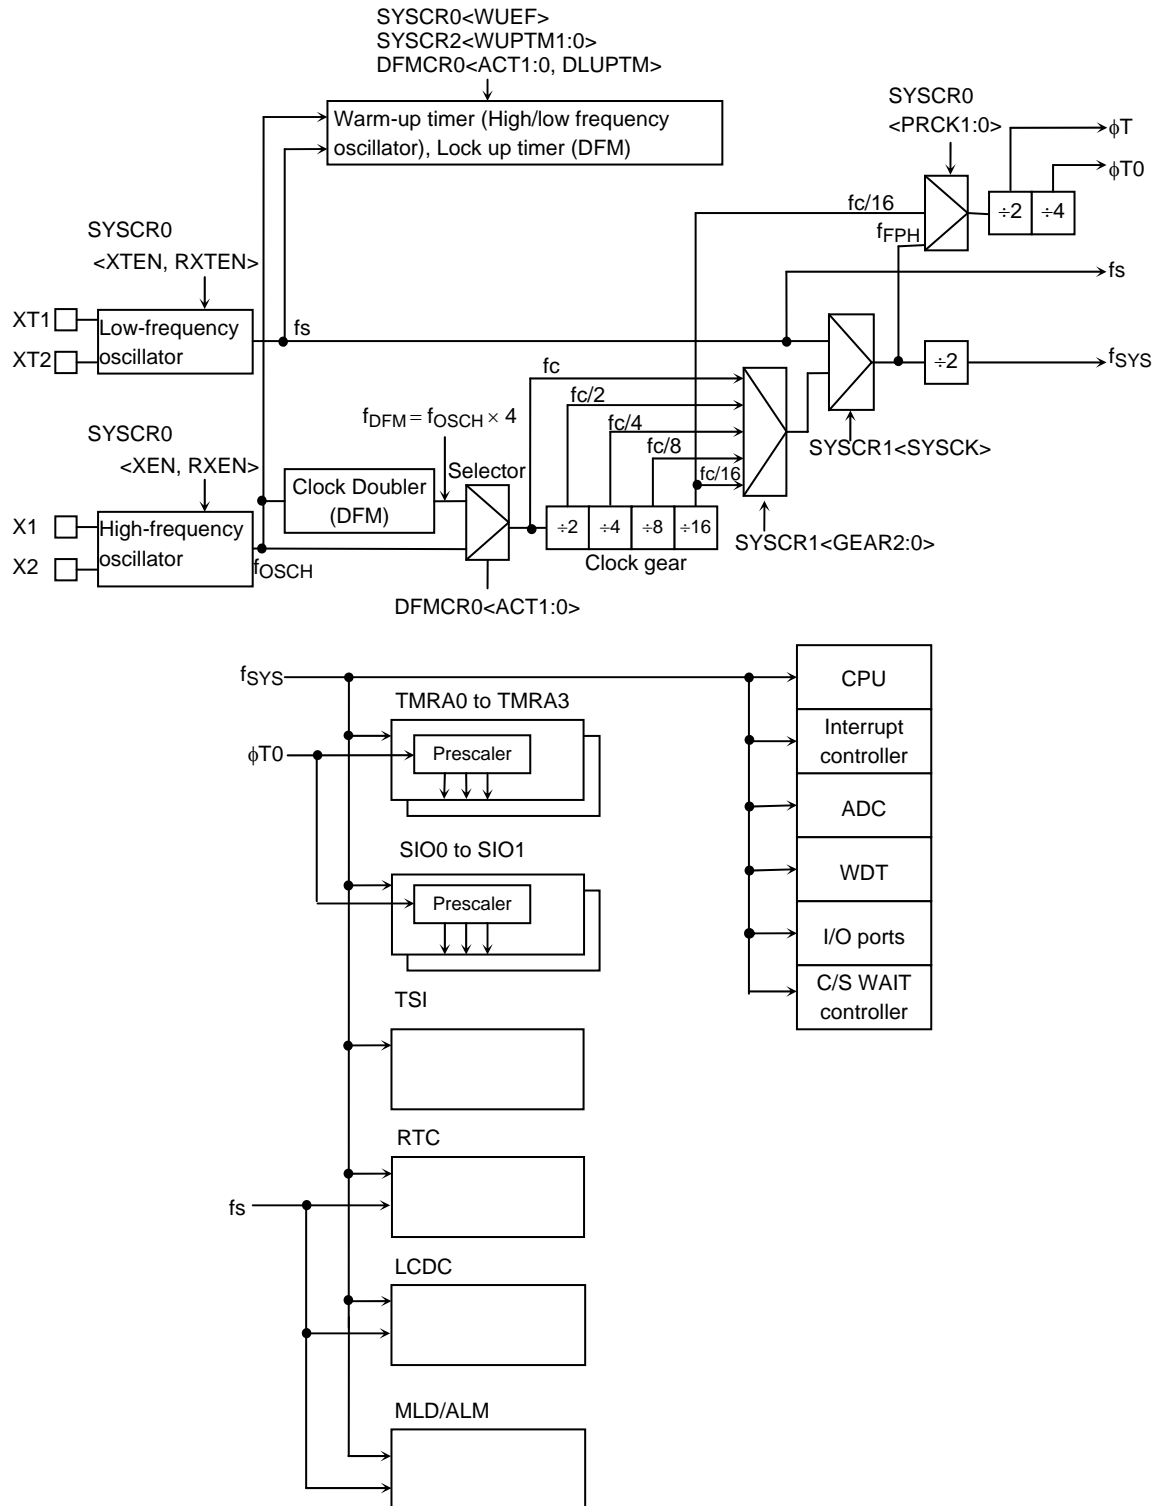 SYSCR0<WUEF>
SYSCR2<WUPTM1:0>
DFMCR0<ACT1:0, DLUPTM>
Warm-up timer (High/low frequency
oscillator), Lock up timer (DFM)
SYSCR0
<PRCK1:0>
ϕT
ϕT0
÷2
÷4
fc/16
fFPH
SYSCR0
<XTEN, RXTEN>
fs
XT1
XT2
Low-frequency
oscillator
fs
fc
÷2
fSYS
fc/2
fc/4
fc/8
fc/16
fDFM = fOSCH × 4
SYSCR1<SYSCK>
SYSCR0
<XEN, RXEN>
Selector
Clock Doubler
(DFM)
X1
X2
High-frequency
oscillator
fOSCH
÷2
÷4
÷8
÷16
Clock gear
SYSCR1<GEAR2:0>
DFMCR0<ACT1:0>
fSYS
CPU
TMRA0 to TMRA3
Interrupt
controller
ϕT0
Prescaler
ADC
SIO0 to SIO1
WDT
Prescaler
I/O ports
C/S WAIT
controller
TSI
RTC
fs
LCDC
MLD/ALM